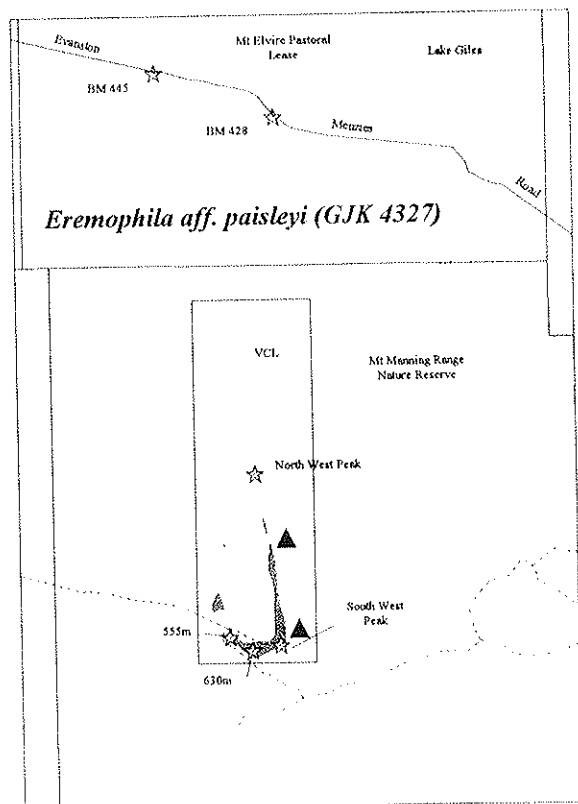 Evanston
Mt Elvire Pastoral
Lease
Lake Giles
BM 445
BM 428
Menzies
Road
Eremophila aff. paisleyi (GJK 4327)
VCL
Mt Manning Range
Nature Reserve
North West Peak
South West
Peak
555m
630m